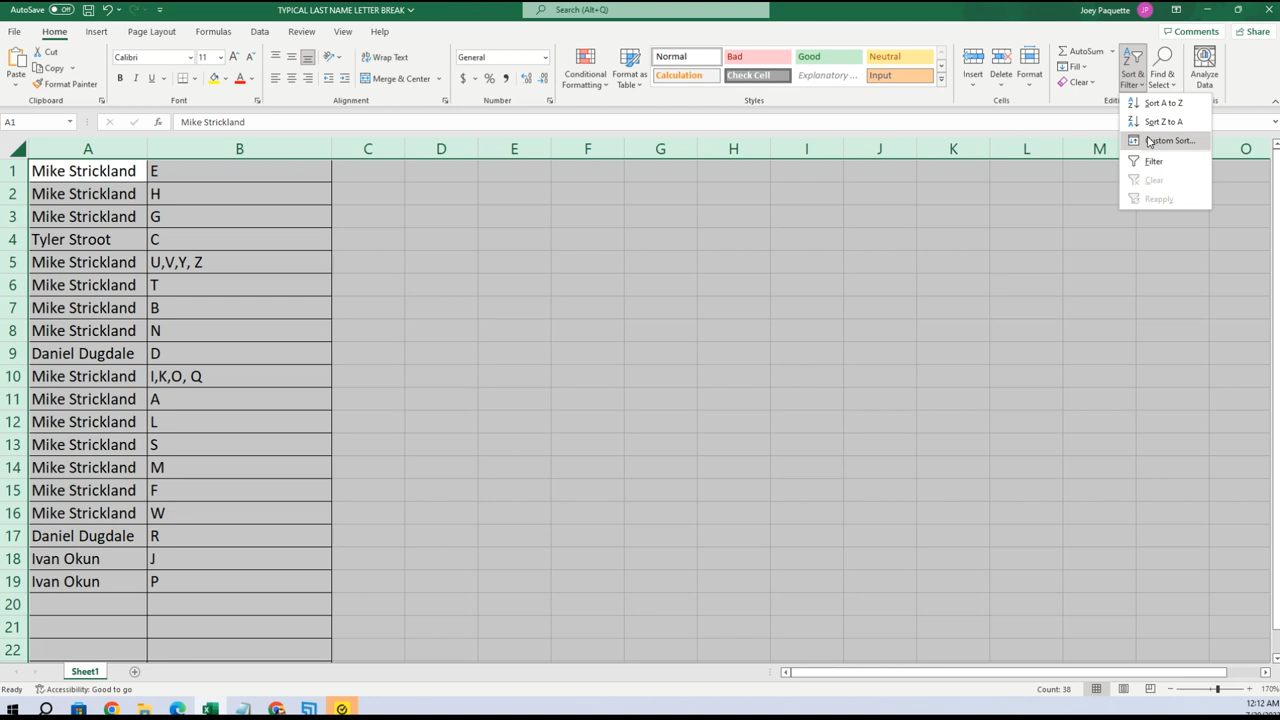 AutoSave Off TYPICAL LAST NAME LETTER BREAK Search (Alt+Q) Joey Paquette JP
File Home Insert Page Layout Formulas Data Review View Help Comments Share
Paste Cut Copy Format Painter Clipboard
Calibri 11 B I U A Font
Wrap Text Merge & Center Alignment
General $ % Number
Conditional Formatting Format as Table Normal Bad Good Neutral Calculation Check Cell Explanatory ... Input Styles
Insert Delete Format Cells
AutoSum Fill Clear Sort & Filter Find & Select Analyze Data
Sort A to Z
Sort Z to A
Custom Sort...
Filter
Clear
Reapply
A1 fx Mike Strickland
A B C D E F G H I J K L M O
1 Mike Strickland E
2 Mike Strickland H
3 Mike Strickland G
4 Tyler Stroot C
5 Mike Strickland U,V,Y, Z
6 Mike Strickland T
7 Mike Strickland B
8 Mike Strickland N
9 Daniel Dugdale D
10 Mike Strickland I,K,O, Q
11 Mike Strickland A
12 Mike Strickland L
13 Mike Strickland S
14 Mike Strickland M
15 Mike Strickland F
16 Mike Strickland W
17 Daniel Dugdale R
18 Ivan Okun J
19 Ivan Okun P
20
21
22
Sheet1
Ready Accessibility: Good to go Count: 38 170%
12:12 AM